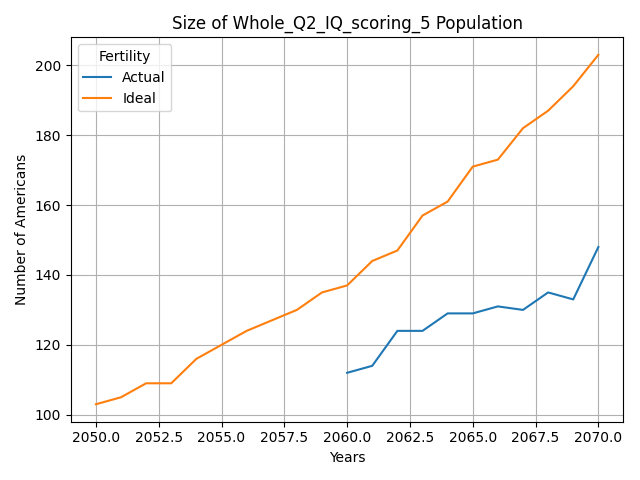 Size of Whole_Q2_IQ_scoring_5 Population
Fertility
Actual
Ideal
Number of Americans
200
180
160
140
120
100
2050.0 2052.5 2055.0 2057.5 2060.0 2062.5 2065.0 2067.5 2070.0
Years